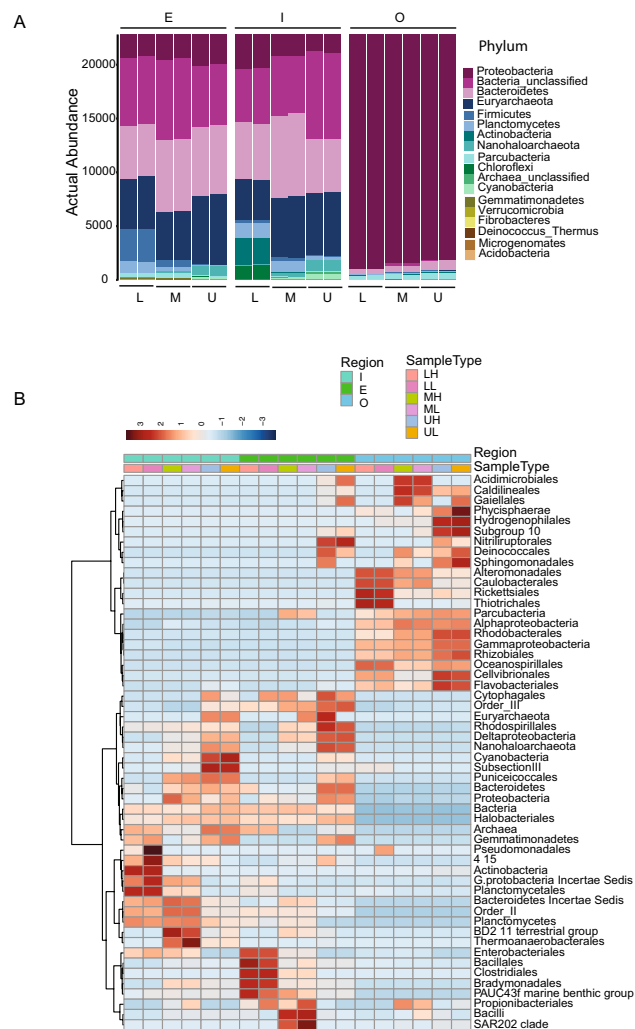 A
E I O
Actual Abundance
20000
15000
10000
5000
0
L M U L M U L M U
Phylum
Proteobacteria
Bacteria_unclassified
Bacteroidetes
Euryarchaeota
Firmicutes
Planctomycetes
Actinobacteria
Nanohaloarchaeota
Parcubacteria
Chloroflexi
Archaea_unclassified
Cyanobacteria
Gemmatimonadetes
Verrucomicrobia
Fibrobacteres
Deinococcus_Thermus
Microgenomates
Acidobacteria
B
3 2 1 0 −1 −2 −3
Region
I
E
O
SampleType
LH
LL
MH
ML
UH
UL
Region
SampleType
Acidimicrobiales
Caldilineales
Gaiellales
Phycisphaerae
Hydrogenophilales
Subgroup 10
Nitriliruptorales
Deinococcales
Sphingomonadales
Alteromonadales
Caulobacterales
Rickettsiales
Thiotrichales
Parcubacteria
Alphaproteobacteria
Rhodobacterales
Gammaproteobacteria
Rhizobiales
Oceanospirillales
Cellvibrionales
Flavobacteriales
Cytophagales
Order_III
Euryarchaeota
Rhodospirillales
Deltaproteobacteria
Nanohaloarchaeota
Cyanobacteria
SubsectionIII
Puniceicoccales
Bacteroidetes
Proteobacteria
Bacteria
Halobacteriales
Archaea
Gemmatimonadetes
Pseudomonadales
4 15
Actinobacteria
G.protobacteria Incertae Sedis
Planctomycetales
Bacteroidetes Incertae Sedis
Order_II
Planctomycetes
BD2 11 terrestrial group
Thermoanaerobacterales
Enterobacteriales
Bacillales
Clostridiales
Bradymonadales
PAUC43f marine benthic group
Propionibacteriales
Bacilli
SAR202 clade